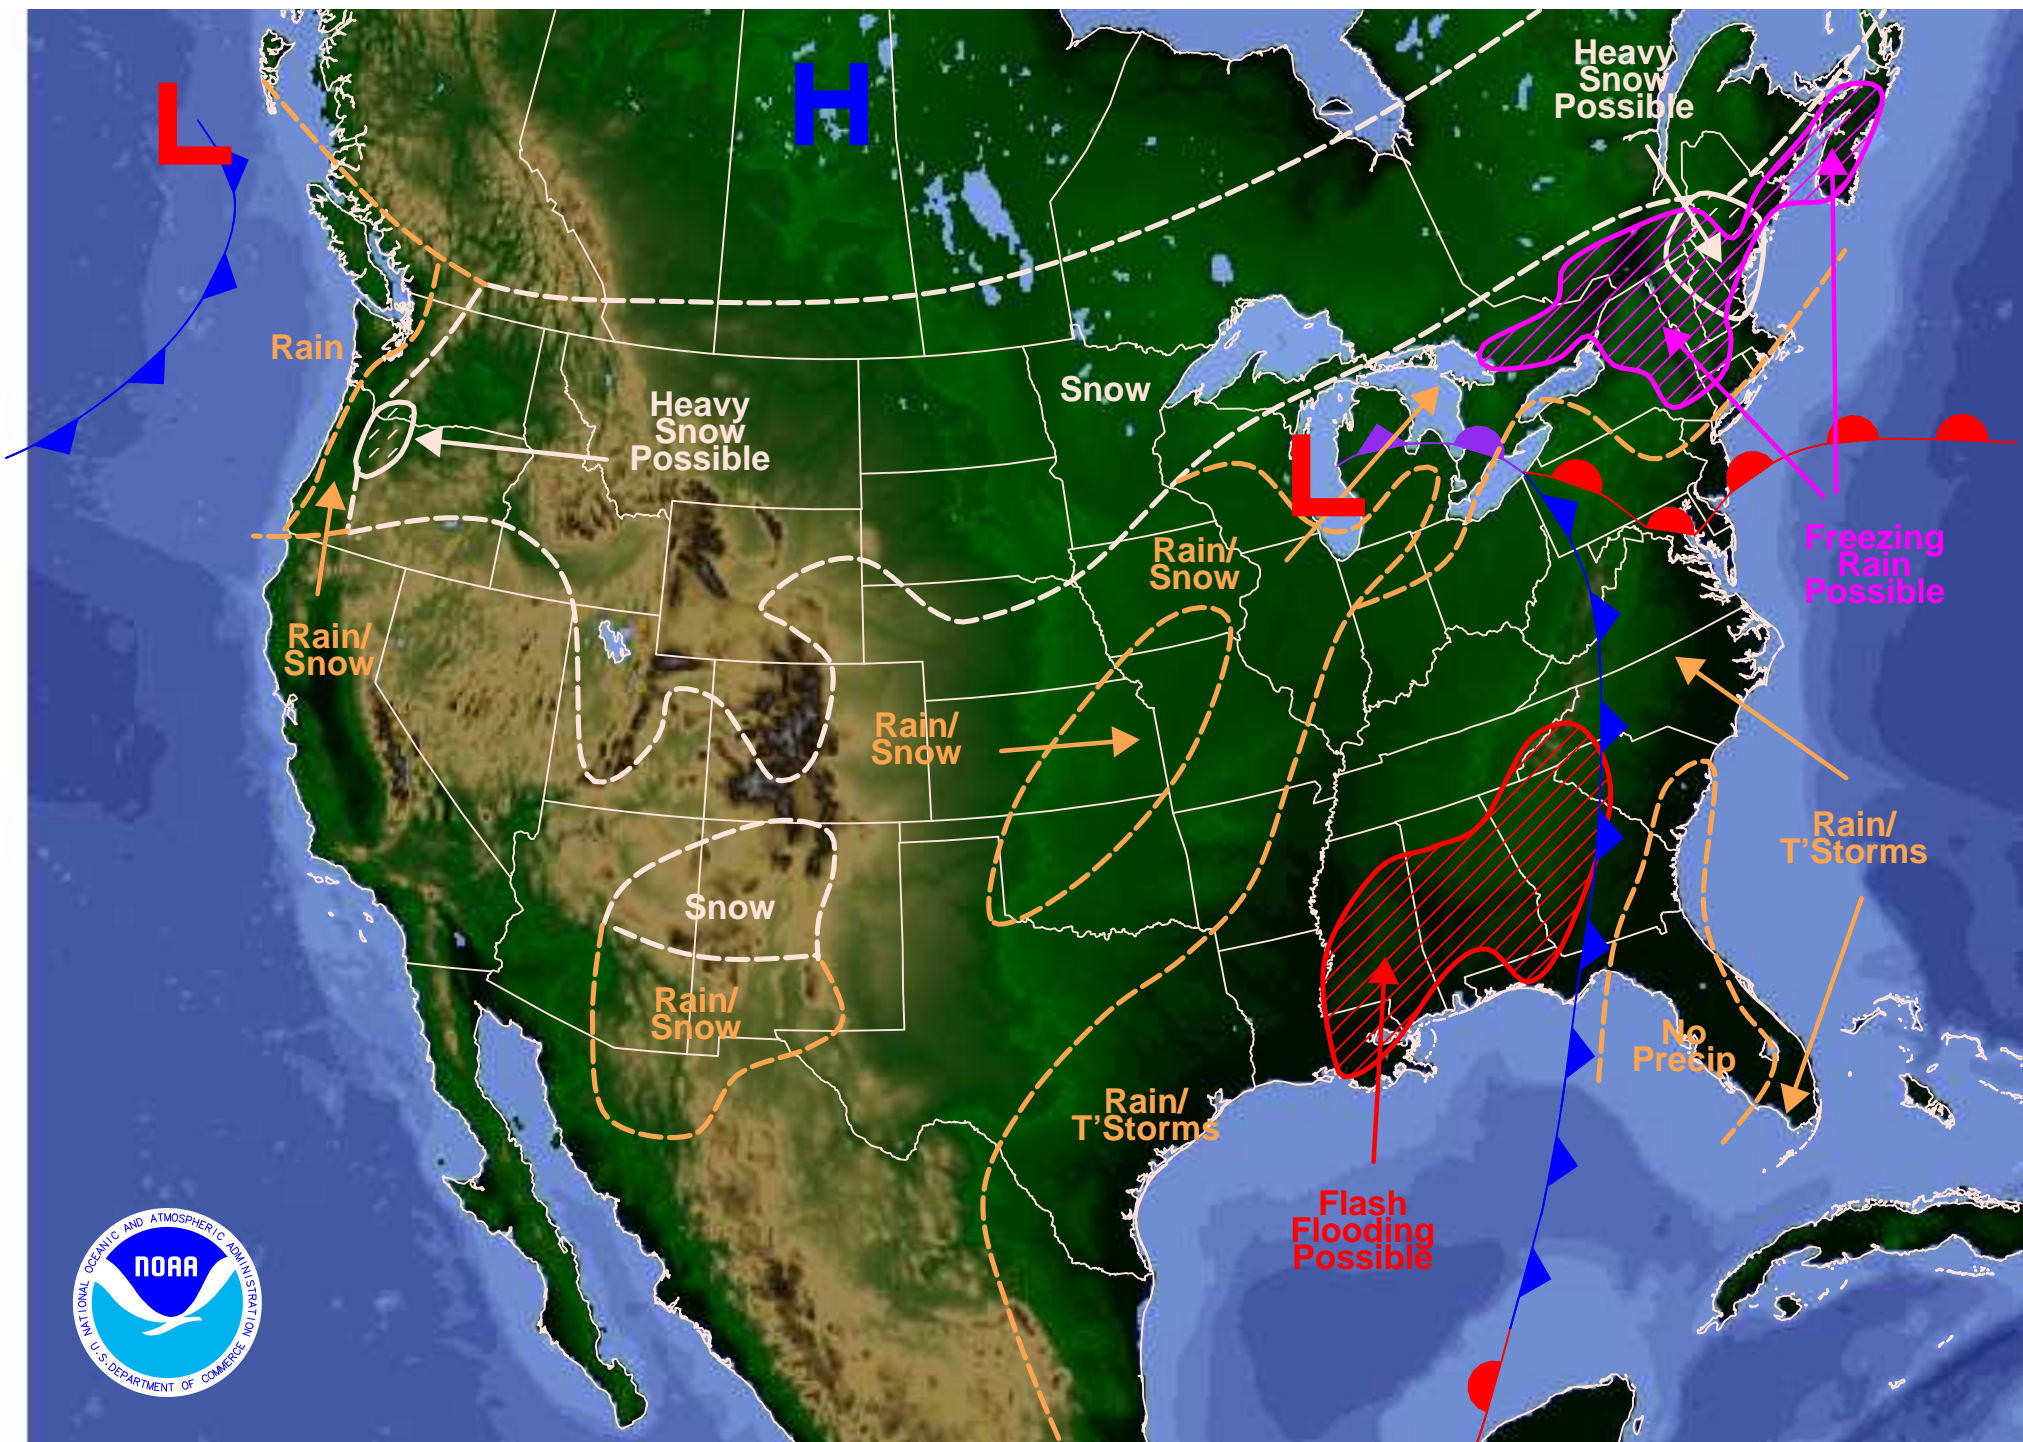 L
H
Heavy
Snow
Possible
Rain
Snow
Heavy
Snow
Possible
L
Rain/
Snow
Freezing
Rain
Possible
Rain/
Snow
Rain/
Snow
Rain/
T'Storms
Snow
Rain/
Snow
No
Precip
Rain/
T'Storms
Flash
Flooding
Possible
NATIONAL OCEANIC AND ATMOSPHERIC ADMINISTRATION
NOAA
U.S. DEPARTMENT OF COMMERCE